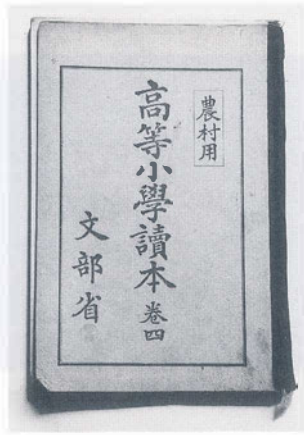 農村用
高等小學讀本 卷四
文部省